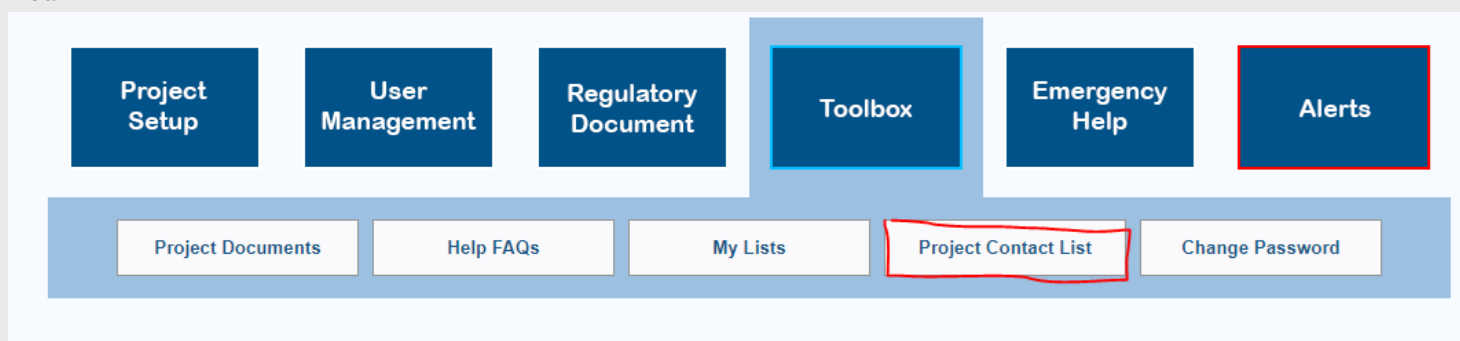 Project
Setup
User
Management
Regulatory
Document
Toolbox
Emergency
Help
Alerts
Project Documents
Help FAQs
My Lists
Project Contact List
Change Password